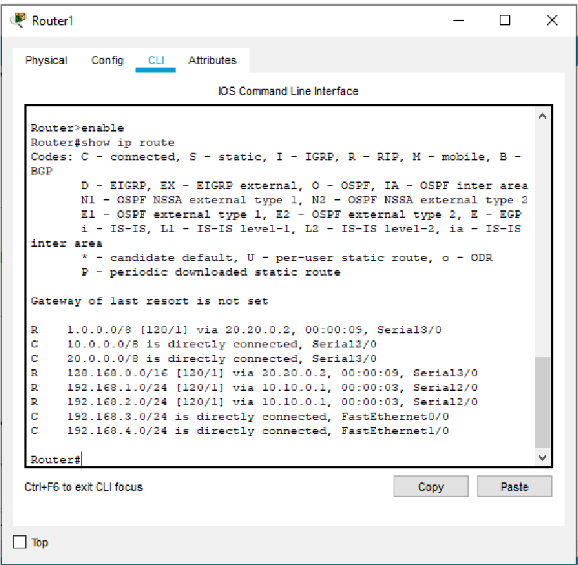 Router1
Physical Config CLI Attributes
IOS Command Line Interface
Router>enable
Router#show ip route
Codes: C - connected, S - static, I - IGRP, R - RIP, M - mobile, B -
BGP
D - EIGRP, EX - EIGRP external, O - OSPF, IA - OSPF inter area
N1 - OSPF NSSA external type 1, N2 - OSPF NSSA external type 2
E1 - OSPF external type 1, E2 - OSPF external type 2, E - EGP
i - IS-IS, L1 - IS-IS level-1, L2 - IS-IS level-2, ia - IS-IS
inter area
* - candidate default, U - per-user static route, o - ODR
P - periodic downloaded static route
Gateway of last resort is not set
R 1.0.0.0/8 [120/1] via 20.20.0.2, 00:00:09, Serial3/0
C 10.0.0.0/8 is directly connected, Serial2/0
C 20.0.0.0/8 is directly connected, Serial3/0
R 128.168.0.0/16 [120/1] via 20.20.0.2, 00:00:09, Serial3/0
R 192.168.1.0/24 [120/1] via 10.10.0.1, 00:00:03, Serial2/0
R 192.168.2.0/24 [120/1] via 10.10.0.1, 00:00:03, Serial2/0
C 192.168.3.0/24 is directly connected, FastEthernet0/0
C 192.168.4.0/24 is directly connected, FastEthernet1/0
Router#
Ctrl+F6 to exit CLI focus
Copy Paste
Top